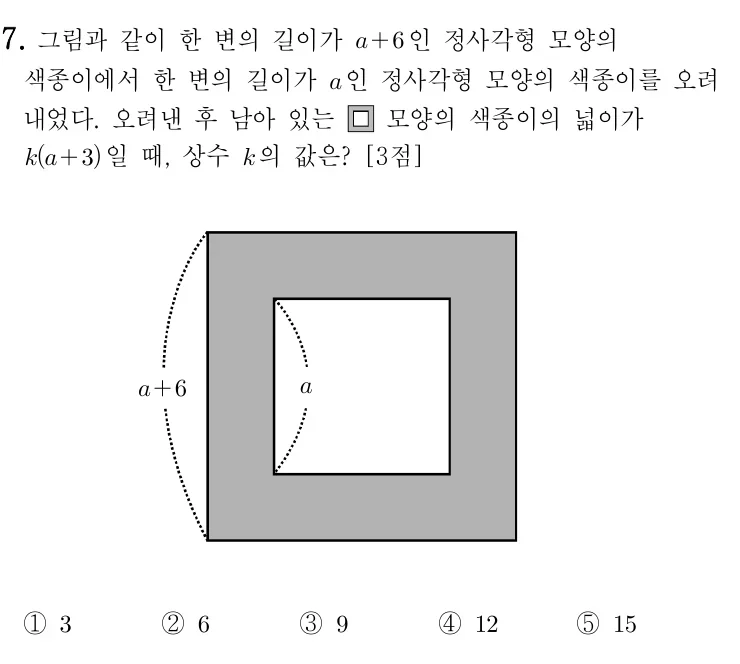 7. 그림과 같이 한 변의 길이가 a+6인 정사각형 모양의
색종이에서 한 변의 길이가 a인 정사각형 모양의 색종이를 오려
내었다. 오려낸 후 남아 있는 모양의 색종이의 넓이가
k(a+3)일 때, 상수 k의 값은? [3점]
a+6
a
① 3 ② 6 ③ 9 ④ 12 ⑤ 15